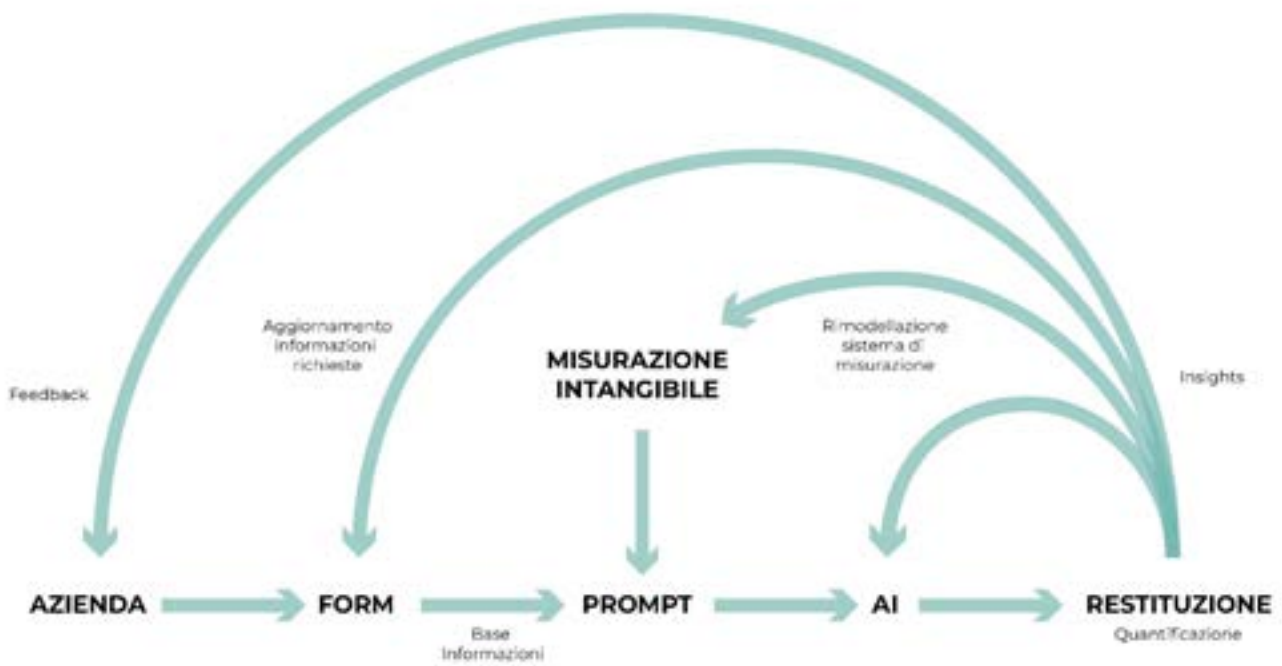 Aggiornamento
informazioni
richieste
Rimodellazione
sistema di
misurazione
MISURAZIONE
INTANGIBILE
Feedback
Insights
AZIENDA
FORM
PROMPT
AI
RESTITUZIONE
Base
Informazioni
Quantificazione